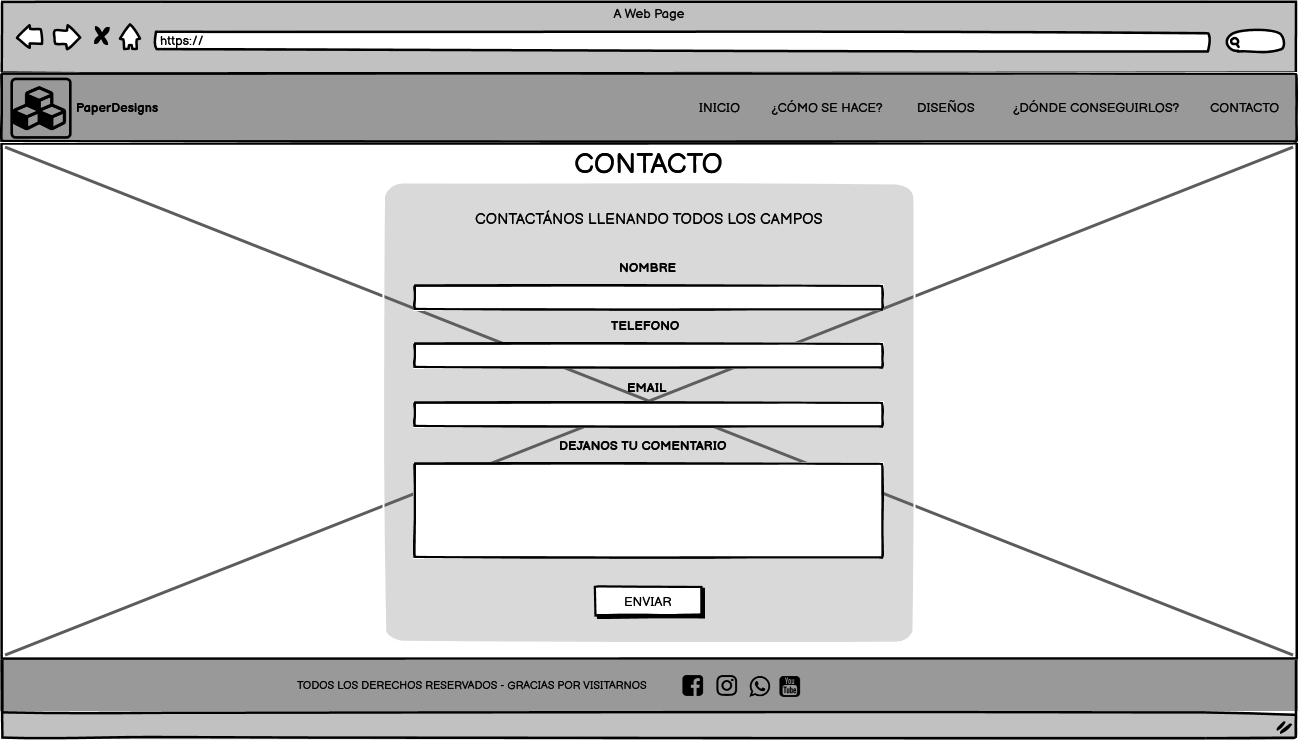 A Web Page
https://
PaperDesigns
INICIO
¿CÓMO SE HACE?
DISEÑOS
¿DÓNDE CONSEGUIRLOS?
CONTACTO
CONTACTO
CONTACTÁNOS LLENANDO TODOS LOS CAMPOS
NOMBRE
TELEFONO
EMAIL
DEJANOS TU COMENTARIO
ENVIAR
TODOS LOS DERECHOS RESERVADOS - GRACIAS POR VISITARNOS
You
Tube